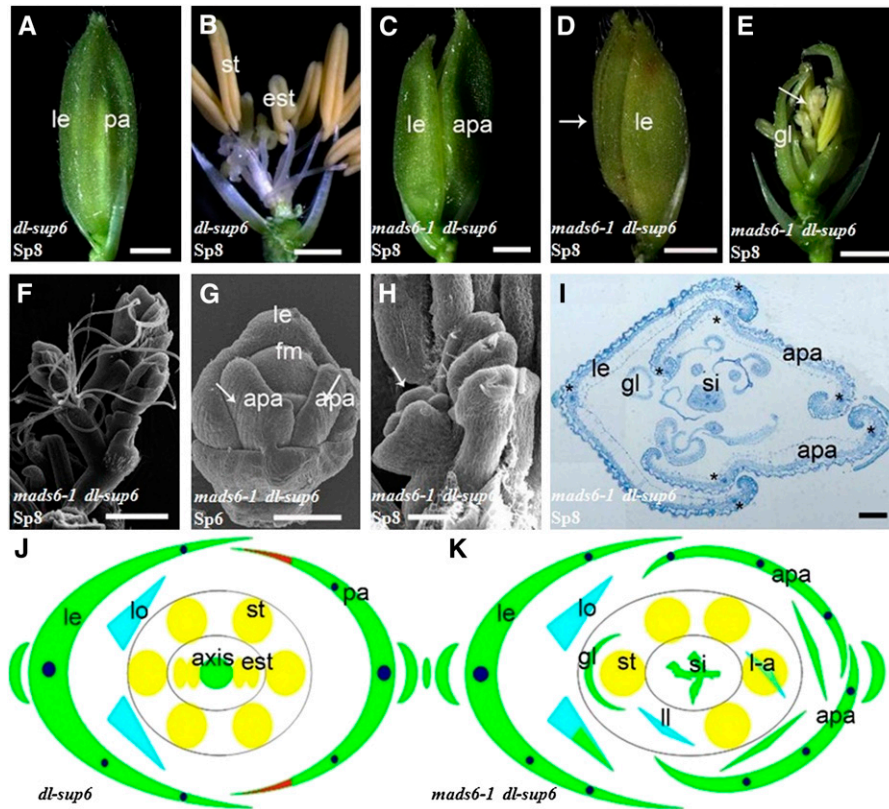 A
le
pa
dl-sup6
Sp8
B
st
est
dl-sup6
Sp8
C
le
apa
mads6-1 dl-sup6
Sp8
D
le
mads6-1 dl-sup6
Sp8
E
gl
mads6-1 dl-sup6
Sp8
F
mads6-1 dl-sup6
Sp8
G
le
fm
apa
apa
mads6-1 dl-sup6
Sp6
H
mads6-1 dl-sup6
Sp8
I
le
gl
si
apa
apa
* * * * * * * *
mads6-1 dl-sup6
Sp8
J
le
lo
st
pa
axis
est
dl-sup6
K
le
lo
apa
gl
st
si
l-a
ll
apa
mads6-1 dl-sup6